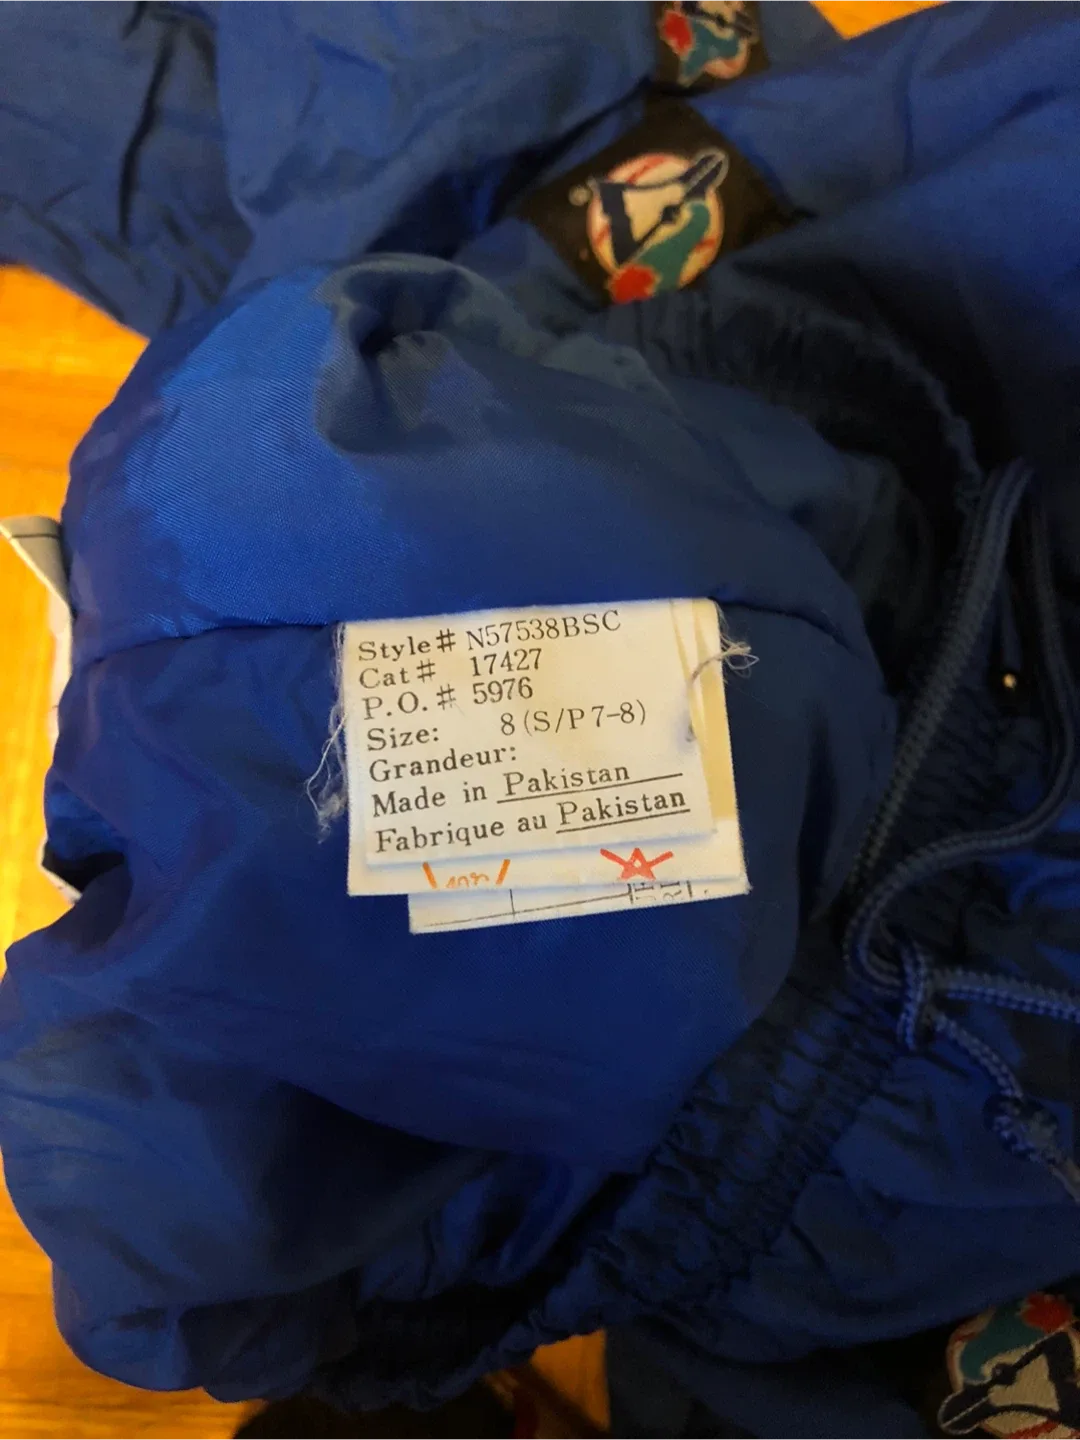 Style# N57538BSC
Cat# 17427
P.O.# 5976
Size: 8 (S/P 7-8)
Grandeur:
Made in Pakistan
Fabrique au Pakistan